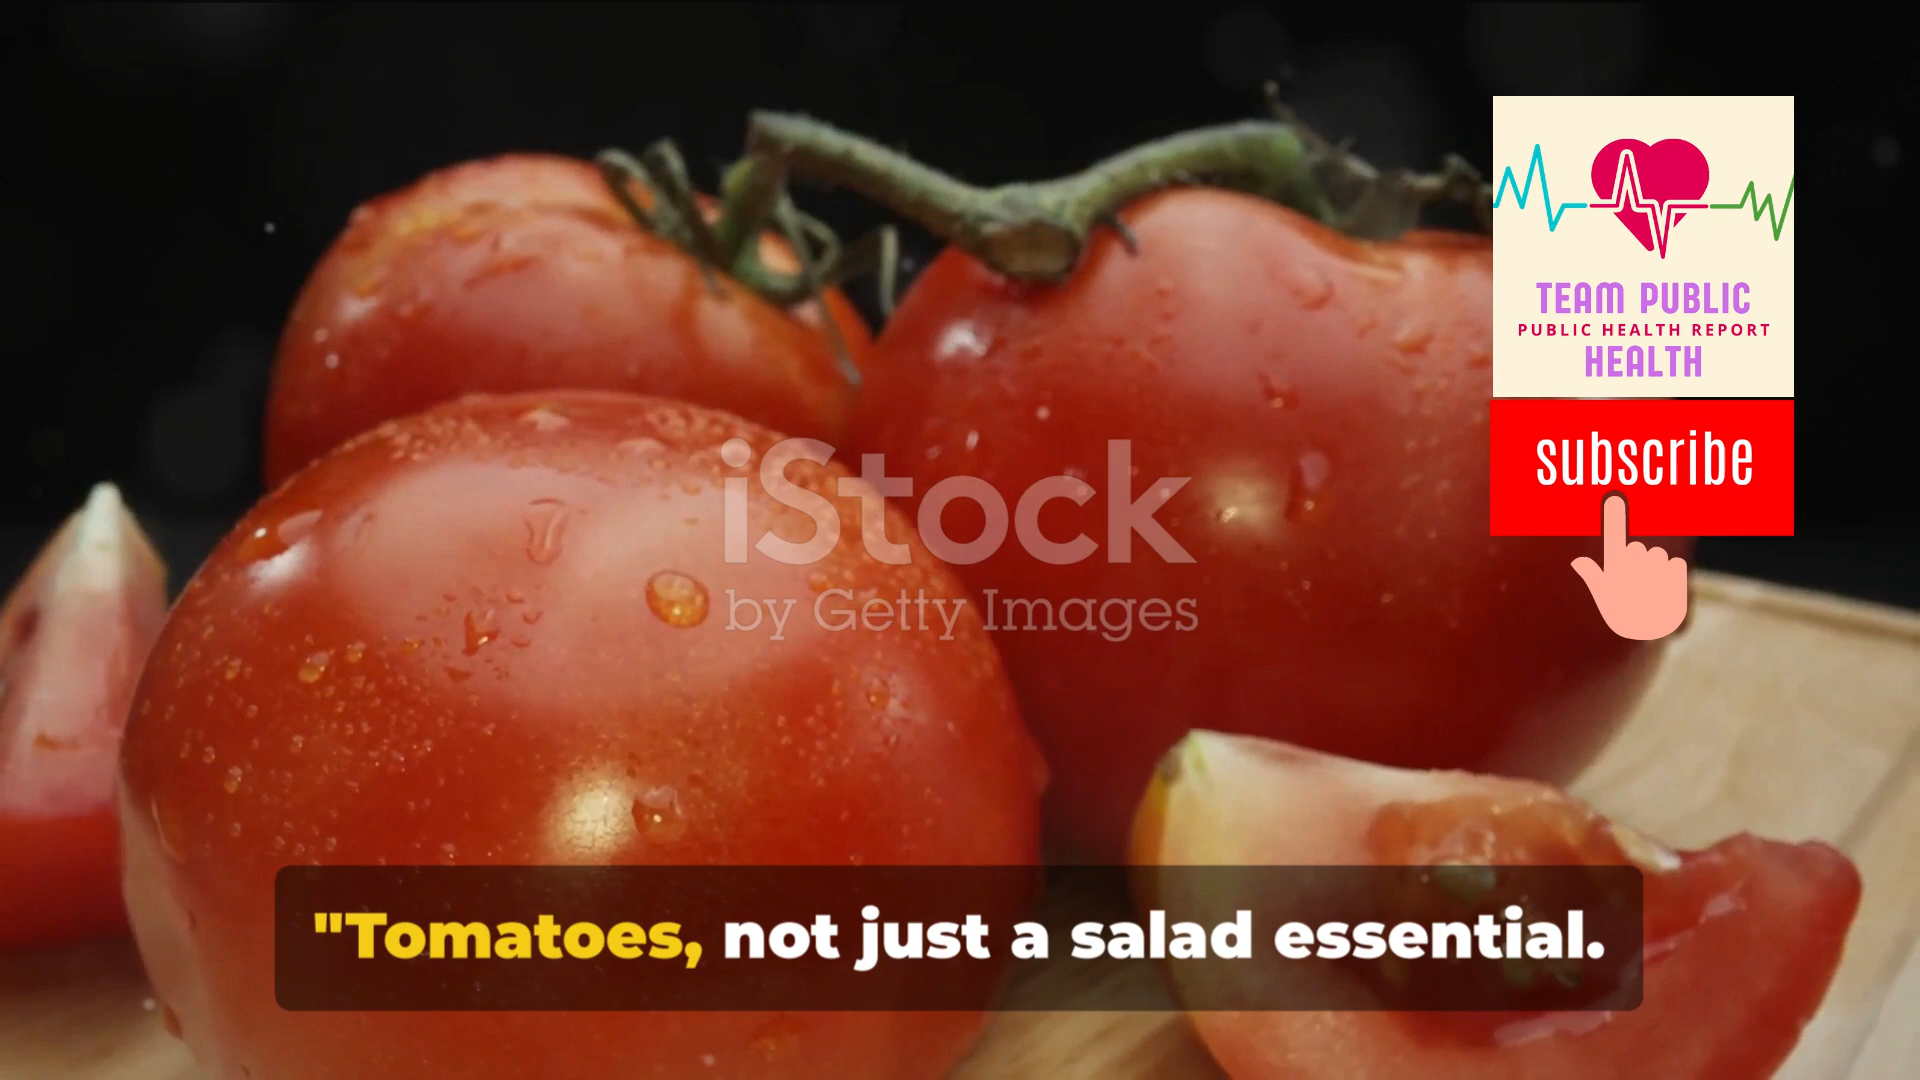 TEAM PUBLIC
PUBLIC HEALTH REPORT
HEALTH
subscribe
iStock
by Getty Images
"Tomatoes, not just a salad essential.